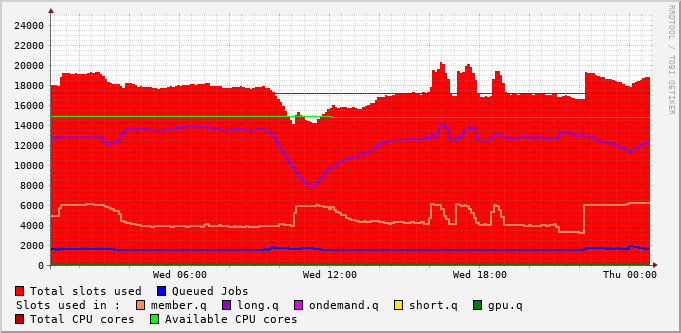 24000
22000
20000
18000
16000
14000
12000
10000
8000
6000
4000
2000
0
Wed 06:00 Wed 12:00 Wed 18:00 Thu 00:00
Total slots used Queued Jobs
Slots used in : member.q long.q ondemand.q short.q gpu.q
Total CPU cores Available CPU cores
RRDTOOL / TOBI OETIKER